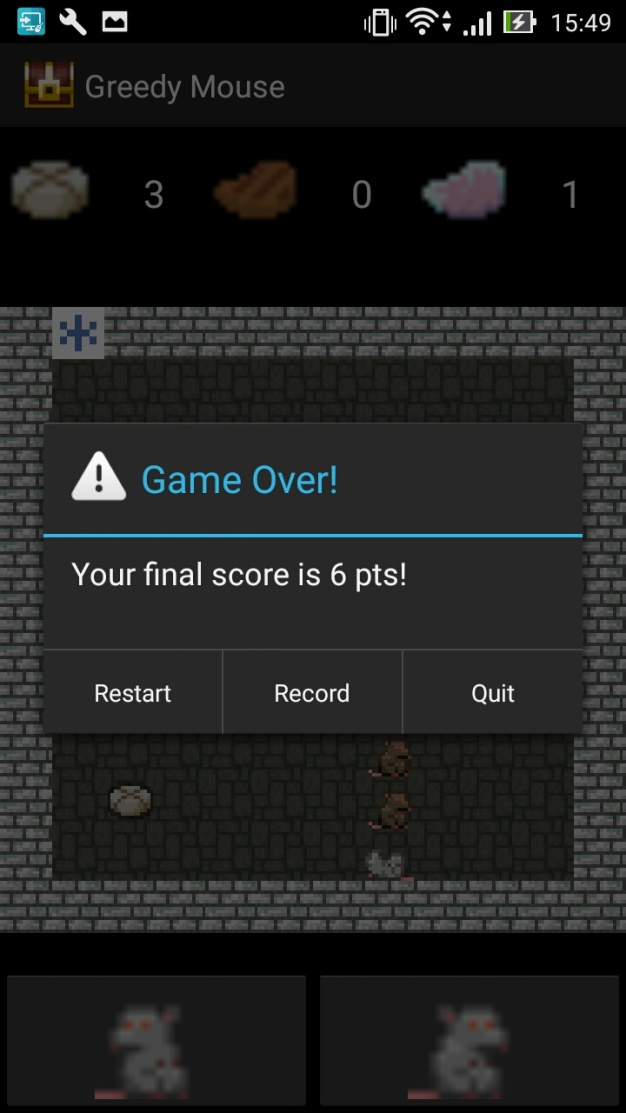 15:49
Greedy Mouse
3 0 1
Game Over!
Your final score is 6 pts!
Restart Record Quit